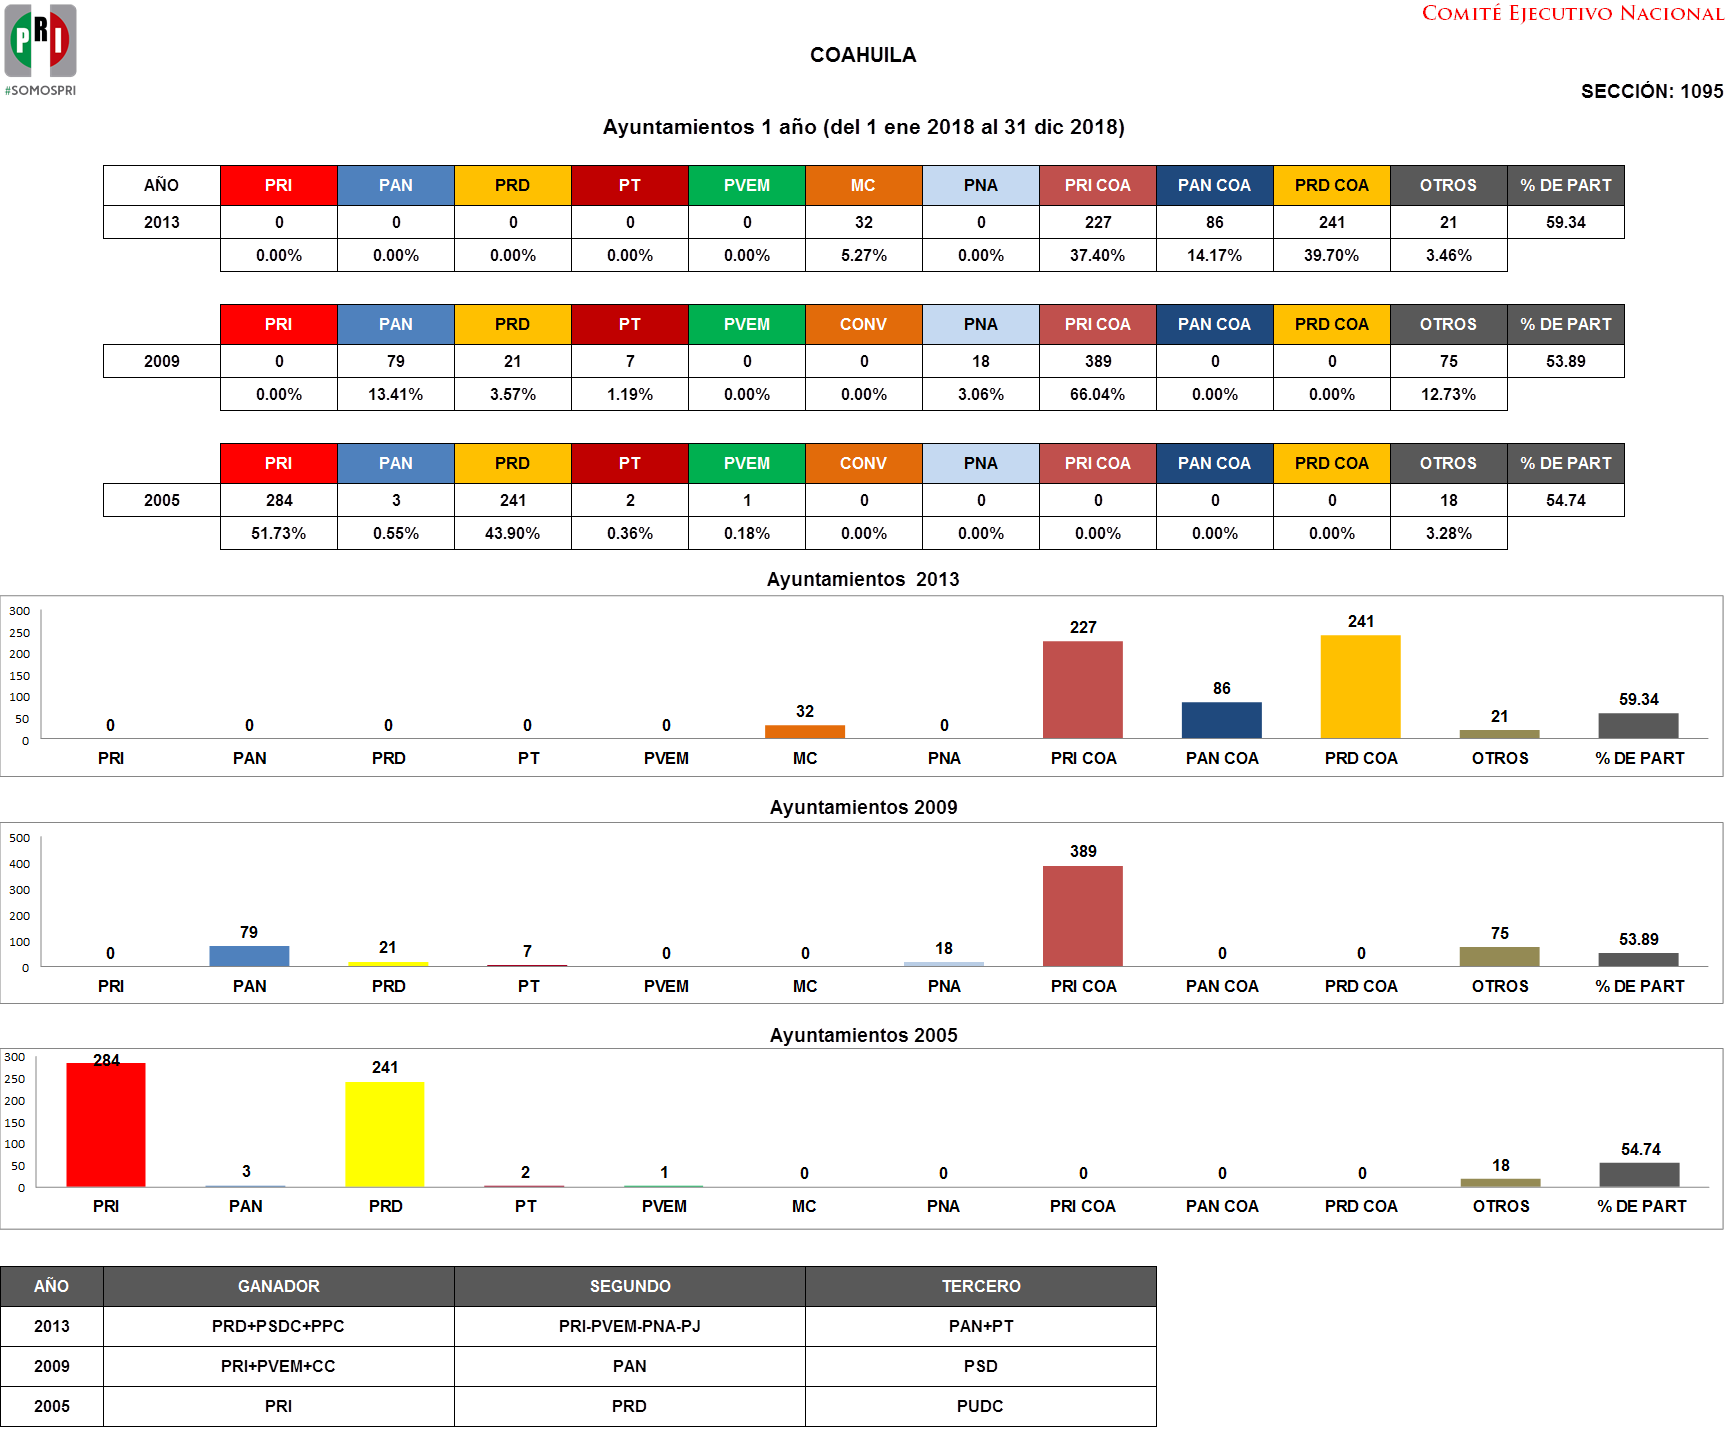 PRI
#SOMOSPRI
COMITÉ EJECUTIVO NACIONAL
COAHUILA
SECCIÓN: 1095
Ayuntamientos 1 año (del 1 ene 2018 al 31 dic 2018)
AÑO PRI PAN PRD PT PVEM MC PNA PRI COA PAN COA PRD COA OTROS % DE PART
2013 0 0 0 0 0 32 0 227 86 241 21 59.34
0.00% 0.00% 0.00% 0.00% 0.00% 5.27% 0.00% 37.40% 14.17% 39.70% 3.46%
PRI PAN PRD PT PVEM CONV PNA PRI COA PAN COA PRD COA OTROS % DE PART
2009 0 79 21 7 0 0 18 389 0 0 75 53.89
0.00% 13.41% 3.57% 1.19% 0.00% 0.00% 3.06% 66.04% 0.00% 0.00% 12.73%
PRI PAN PRD PT PVEM CONV PNA PRI COA PAN COA PRD COA OTROS % DE PART
2005 284 3 241 2 1 0 0 0 0 0 18 54.74
51.73% 0.55% 43.90% 0.36% 0.18% 0.00% 0.00% 0.00% 0.00% 0.00% 3.28%
Ayuntamientos 2013
300
250
200
150
100
50
0
0 0 0 0 0 32 0 227 86 241 21 59.34
PRI PAN PRD PT PVEM MC PNA PRI COA PAN COA PRD COA OTROS % DE PART
Ayuntamientos 2009
500
400
300
200
100
0
0 79 21 7 0 0 18 389 0 0 75 53.89
PRI PAN PRD PT PVEM MC PNA PRI COA PAN COA PRD COA OTROS % DE PART
Ayuntamientos 2005
300
250
200
150
100
50
0
284 3 241 2 1 0 0 0 0 0 18 54.74
PRI PAN PRD PT PVEM MC PNA PRI COA PAN COA PRD COA OTROS % DE PART
AÑO GANADOR SEGUNDO TERCERO
2013 PRD+PSDC+PPC PRI-PVEM-PNA-PJ PAN+PT
2009 PRI+PVEM+CC PAN PSD
2005 PRI PRD PUDC